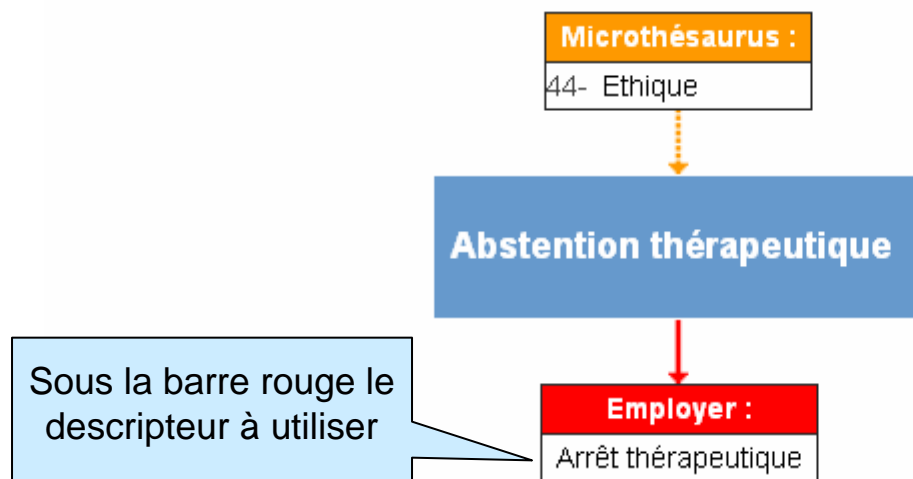 Microthésaurus :
44- Ethique
Abstention thérapeutique
Sous la barre rouge le
descripteur à utiliser
Employer :
Arrêt thérapeutique